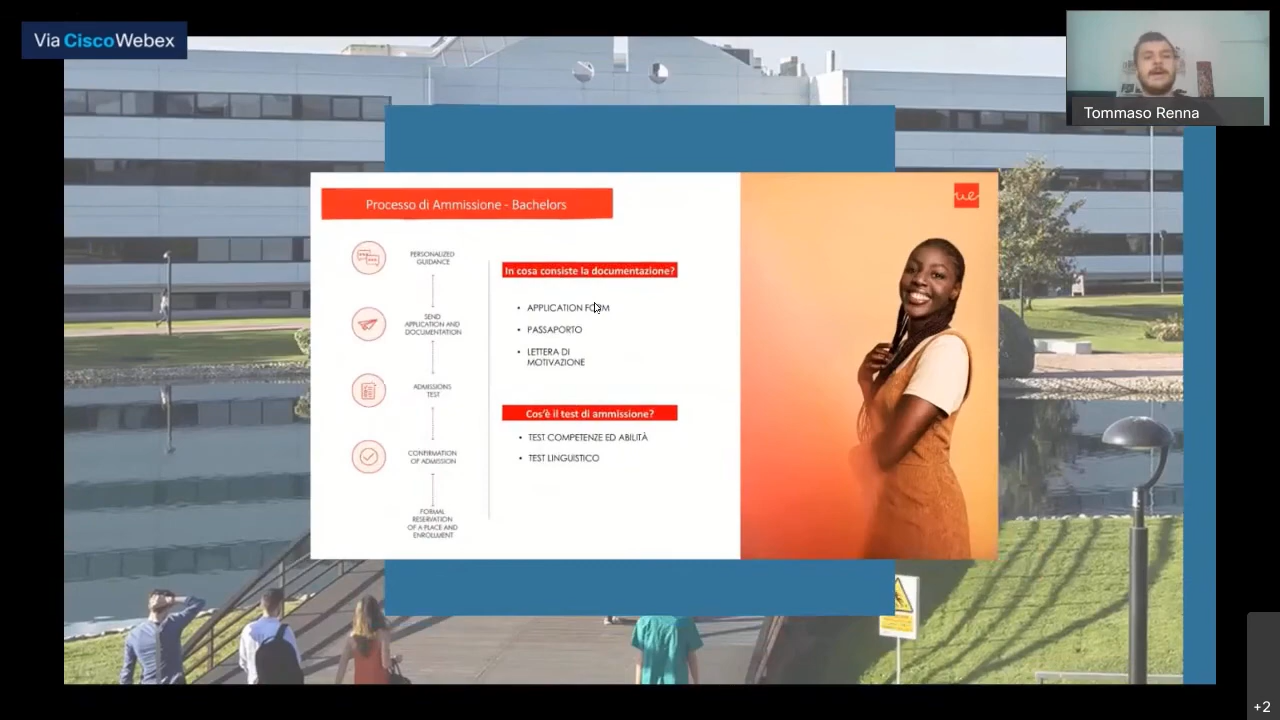 Via CiscoWebex
Tommaso Renna
ue
Processo di Ammissione - Bachelors
PERSONALIZED
GUIDANCE
SEND
APPLICATION AND
DOCUMENTATION
ADMISSIONS
TEST
CONFIRMATION
OF ADMISSION
FORMAL
RESERVATION
OF A PLACE AND
ENROLLMENT
In cosa consiste la documentazione?
• APPLICATION FORM
• PASSAPORTO
• LETTERA DI
MOTIVAZIONE
Cos'è il test di ammissione?
• TEST COMPETENZE ED ABILITÀ
• TEST LINGUISTICO
+2